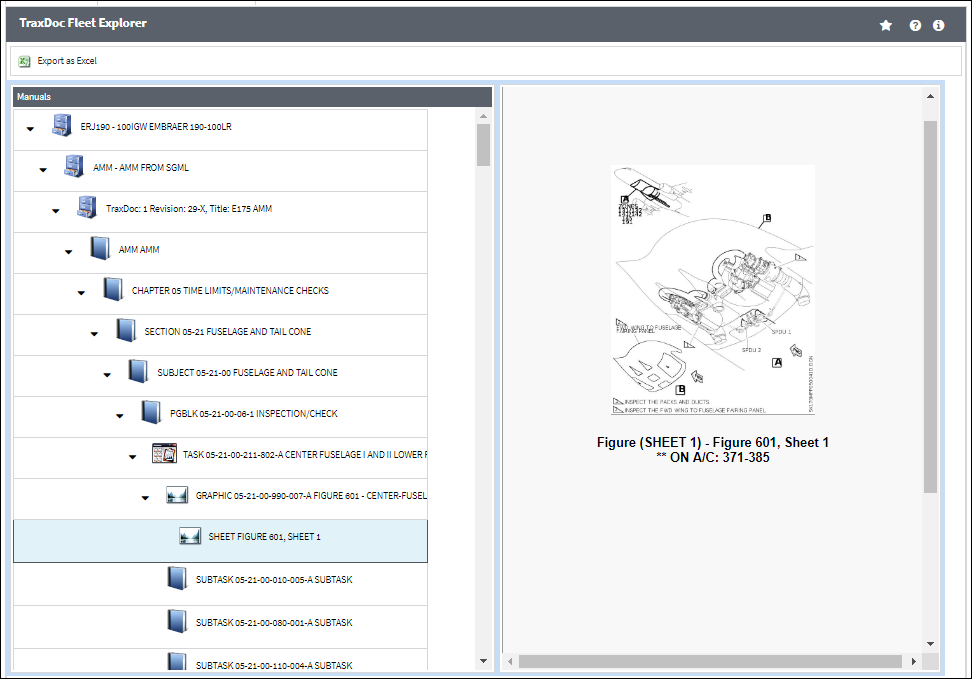 TraxDoc Fleet Explorer
Export as Excel
Manuals
ERJ190 - 100IGW EMBRAER 190-100LR
AMM - AMM FROM SGML
TraxDoc: 1 Revision: 29-X, Title: E175 AMM
AMM AMM
CHAPTER 05 TIME LIMITS/MAINTENANCE CHECKS
SECTION 05-21 FUSELAGE AND TAIL CONE
SUBJECT 05-21-00 FUSELAGE AND TAIL CONE
PGBLK 05-21-00-06-1 INSPECTION/CHECK
TASK 05-21-00-211-802-A CENTER FUSELAGE I AND II LOWER F
GRAPHIC 05-21-00-990-007-A FIGURE 601 - CENTER-FUSEL
SHEET FIGURE 601, SHEET 1
SUBTASK 05-21-00-010-005-A SUBTASK
SUBTASK 05-21-00-080-001-A SUBTASK
SUBTASK 05-21-00-110-004-A SUBTASK
A
ZONES
131/132
141/142
191
B
FWD WING TO FUSELAGE
FAIRING PANEL
SPDU 1
SPDU 2
A
B
INSPECT THE PACKS AND DUCTS.
INSPECT THE FWD WING TO FUSELAGE FAIRING PANEL
Figure (SHEET 1) - Figure 601, Sheet 1
** ON A/C: 371-385